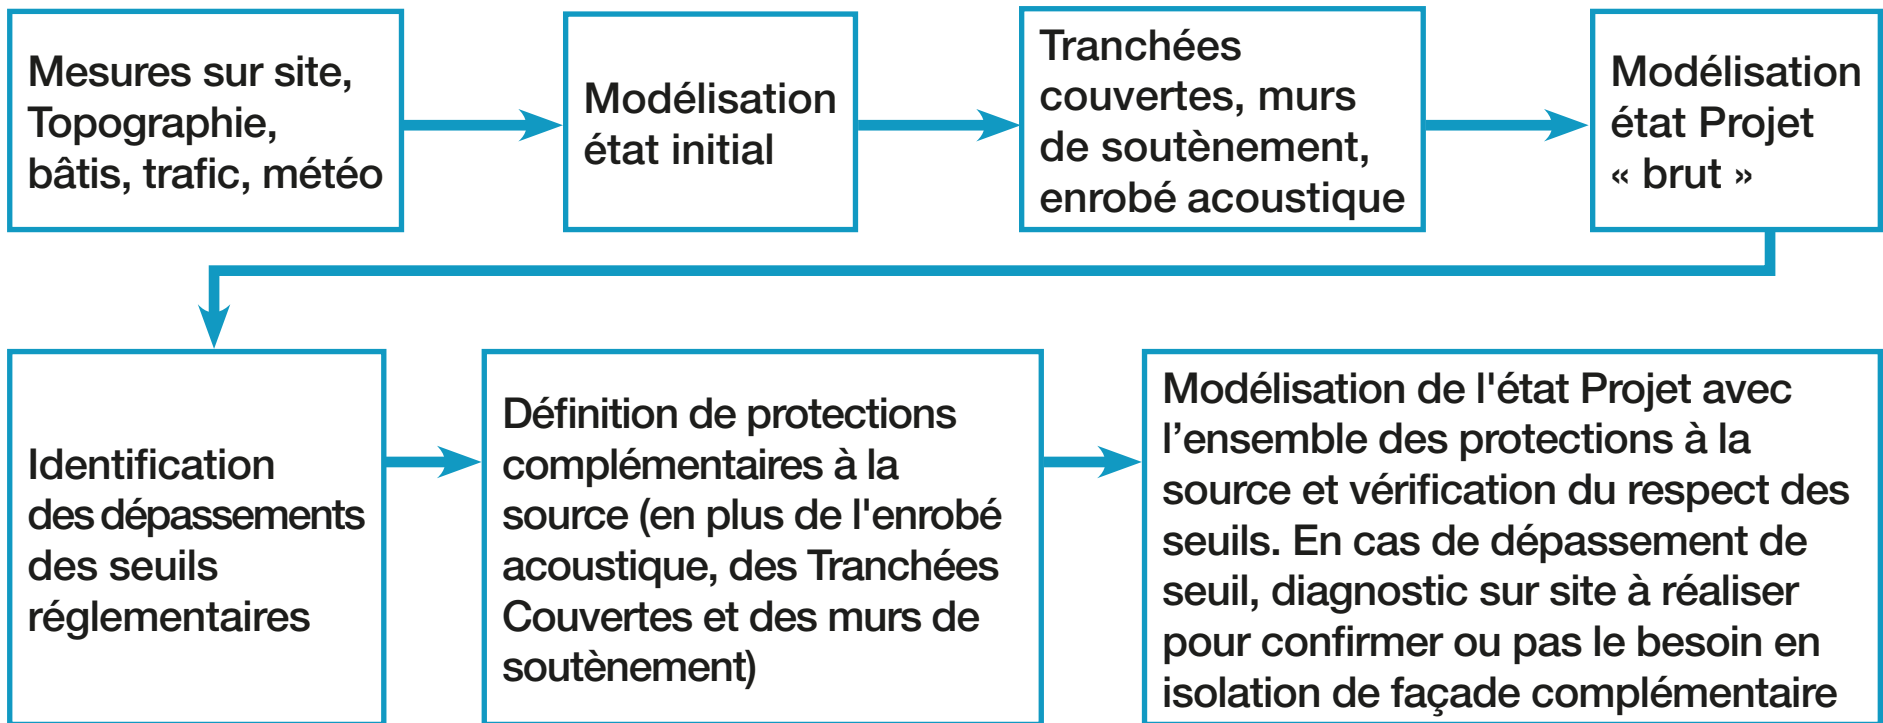 Mesures sur site,
Topographie,
bâtis, trafic, météo
Modélisation
état initial
Tranchées
couvertes, murs
de soutènement,
enrobé acoustique
Modélisation
état Projet
« brut »
Identification
des dépassements
des seuils
réglementaires
Définition de protections
complémentaires à la
source (en plus de l'enrobé
acoustique, des Tranchées
Couvertes et des murs de
soutènement)
Modélisation de l'état Projet avec
l’ensemble des protections à la
source et vérification du respect des
seuils. En cas de dépassement de
seuil, diagnostic sur site à réaliser
pour confirmer ou pas le besoin en
isolation de façade complémentaire